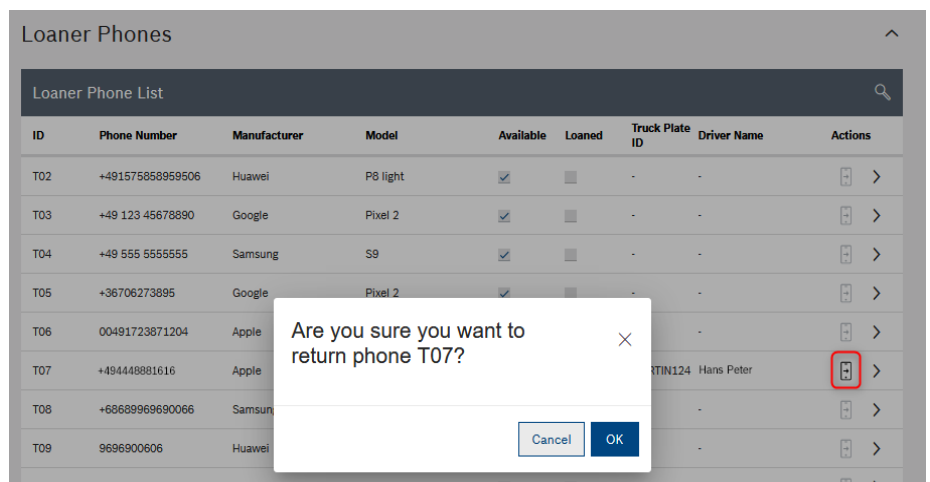 Loaner Phones
Loaner Phone List
ID Phone Number Manufacturer Model Available Loaned Truck Plate ID Driver Name Actions
T02 +491575858959506 Huawei P8 light - -
T03 +49 123 45678890 Google Pixel 2 - -
T04 +49 555 5555555 Samsung S9 - -
T05 +36706273895 Google Pixel 2 - -
T06 00491723871204 Apple -
Are you sure you want to
return phone T07?
T07 +494448881616 Apple RTIN124 Hans Peter
T08 +68689969690066 Samsun -
Cancel OK
T09 9696900606 Huawei -